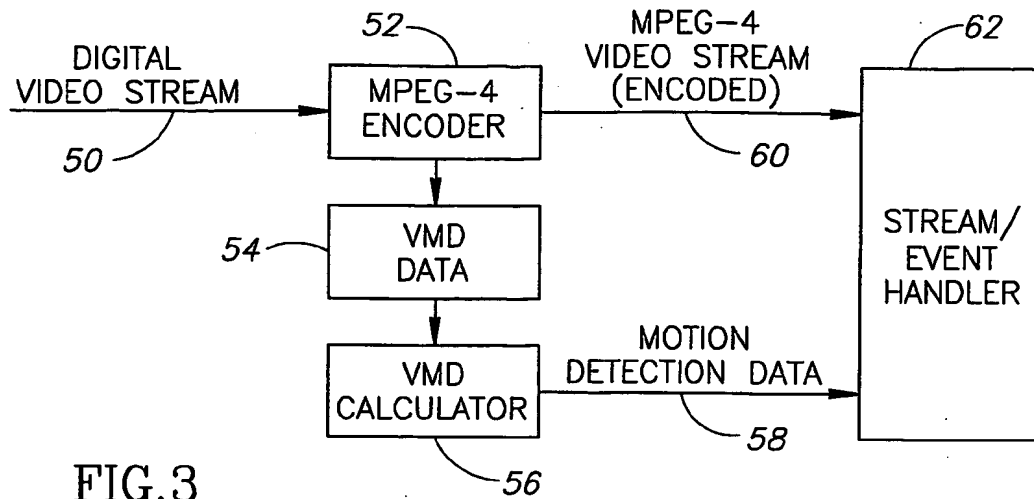 DIGITAL
VIDEO STREAM
50
52
MPEG-4
ENCODER
MPEG-4
VIDEO STREAM
(ENCODED)
60
62
STREAM/
EVENT
HANDLER
54
VMD
DATA
VMD
CALCULATOR
56
MOTION
DETECTION DATA
58
FIG.3